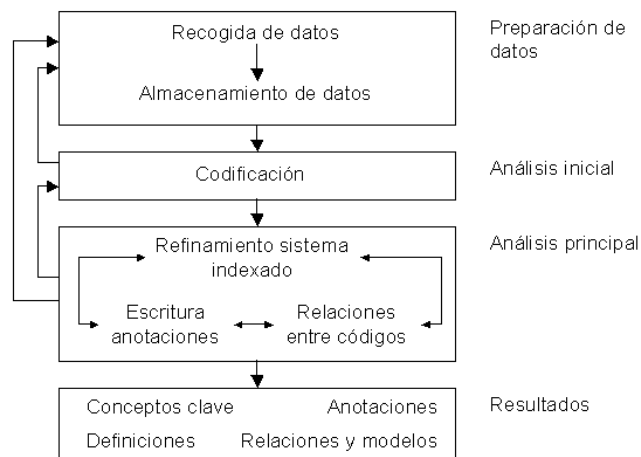 Recogida de datos
Almacenamiento de datos
Preparación de
datos
Codificación
Análisis inicial
Refinamiento sistema
indexado
Escritura
anotaciones
Relaciones
entre códigos
Análisis principal
Conceptos clave
Anotaciones
Definiciones
Relaciones y modelos
Resultados